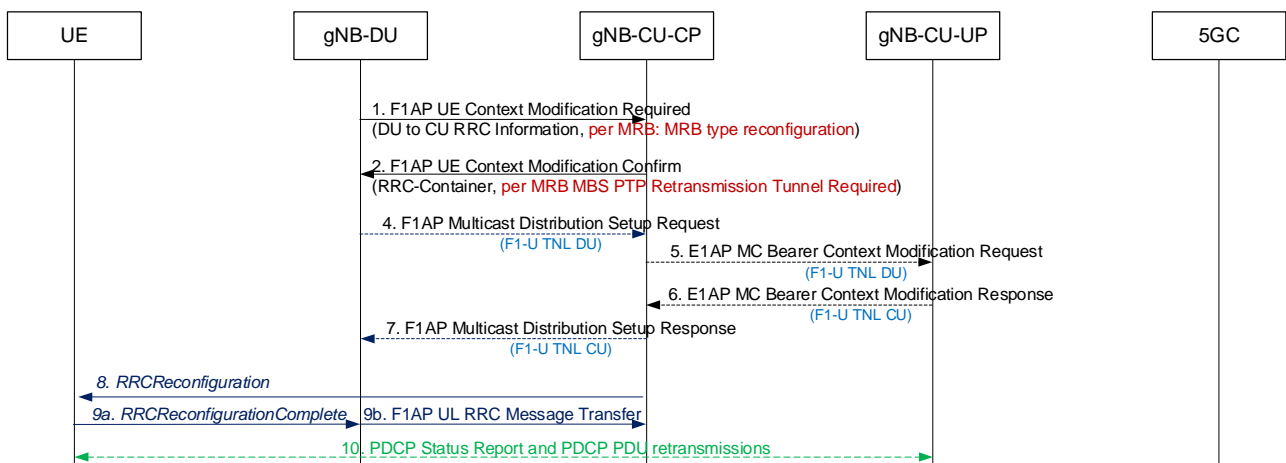 UE
gNB-DU
gNB-CU-CP
gNB-CU-UP
5GC
1. F1AP UE Context Modification Required
(DU to CU RRC Information, per MRB: MRB type reconfiguration)
2. F1AP UE Context Modification Confirm
(RRC-Container, per MRB MBS PTP Retransmission Tunnel Required)
4. F1AP Multicast Distribution Setup Request
(F1-U TNL DU)
5. E1AP MC Bearer Context Modification Request
(F1-U TNL DU)
6. E1AP MC Bearer Context Modification Response
(F1-U TNL CU)
7. F1AP Multicast Distribution Setup Response
(F1-U TNL CU)
8. RRCReconfiguration
9a. RRCReconfigurationComplete
9b. F1AP UL RRC Message Transfer
10. PDCP Status Report and PDCP PDU retransmissions